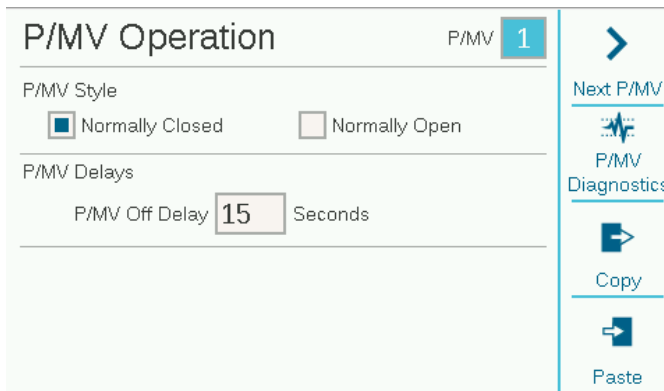 P/MV Operation
P/MV 1
Next P/MV
P/MV Style
Normally Closed Normally Open
P/MV
Diagnostics
P/MV Delays
P/MV Off Delay 15 Seconds
Copy
Paste